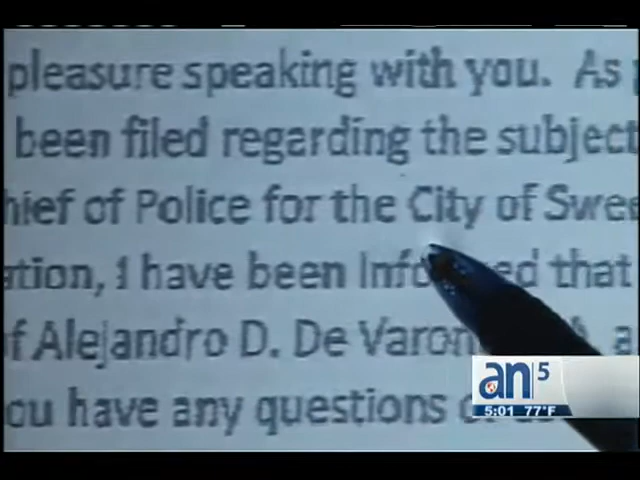 pleasure speaking with you. As
been filed regarding the subject
hief of Police for the City of Swee
ation, I have been Info ed that
of Alejandro D. De Varon
ou have any questions
an 5
5:01 77°F